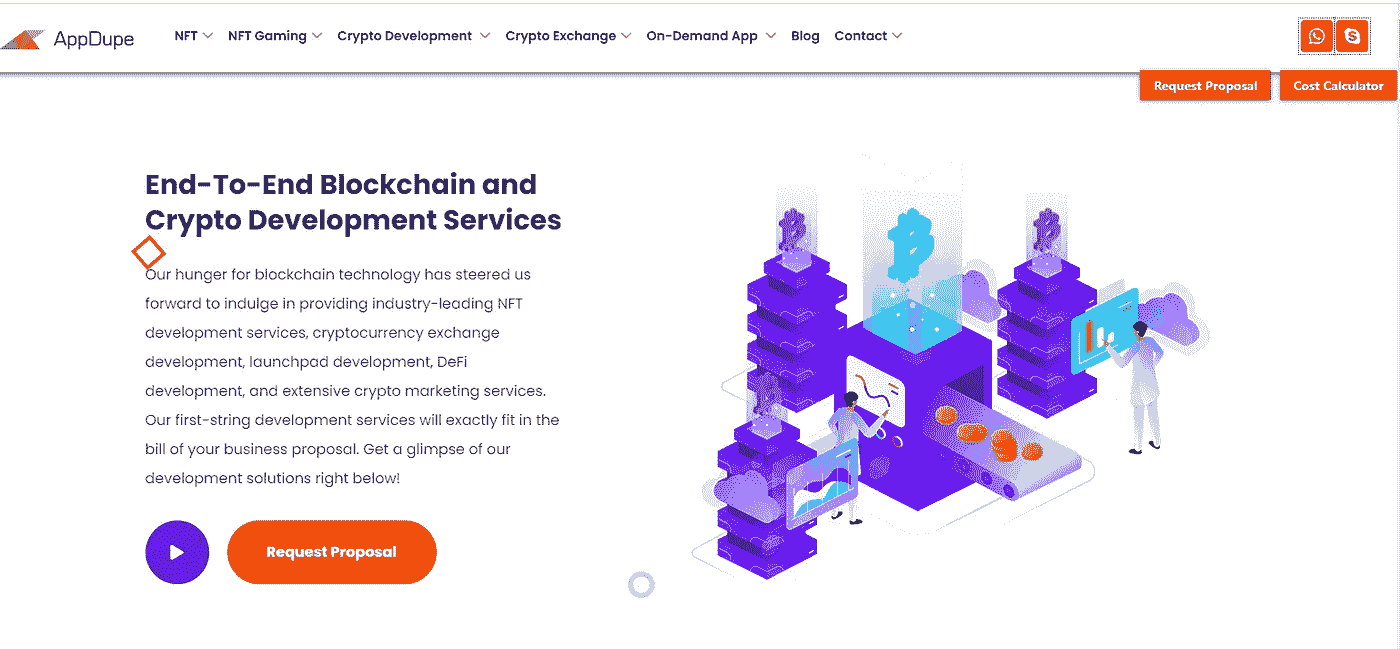 AppDupe
NFT NFT Gaming Crypto Development Crypto Exchange On-Demand App Blog Contact
Request Proposal Cost Calculator
End-To-End Blockchain and
Crypto Development Services
Our hunger for blockchain technology has steered us
forward to indulge in providing industry-leading NFT
development services, cryptocurrency exchange
development, launchpad development, DeFi
development, and extensive crypto marketing services.
Our first-string development services will exactly fit in the
bill of your business proposal. Get a glimpse of our
development solutions right below!
Request Proposal